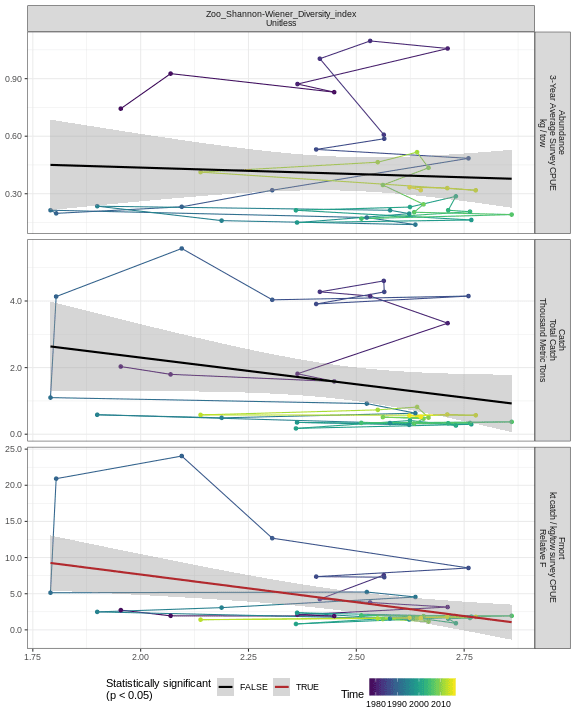 Zoo_Shannon-Wiener_Diversity_index
Unitless
0.90
0.60
0.30
Abundance
3-Year Average Survey CPUE
kg / tow
4.0
2.0
0.0
Catch
Total Catch
Thousand Metric Tons
25.0
20.0
15.0
10.0
5.0
0.0
Fmort
kt catch / kg/tow survey CPUE
Relative F
1.75 2.00 2.25 2.50 2.75
Statistically significant
(p < 0.05)
FALSE TRUE
Time
1980 1990 2000 2010